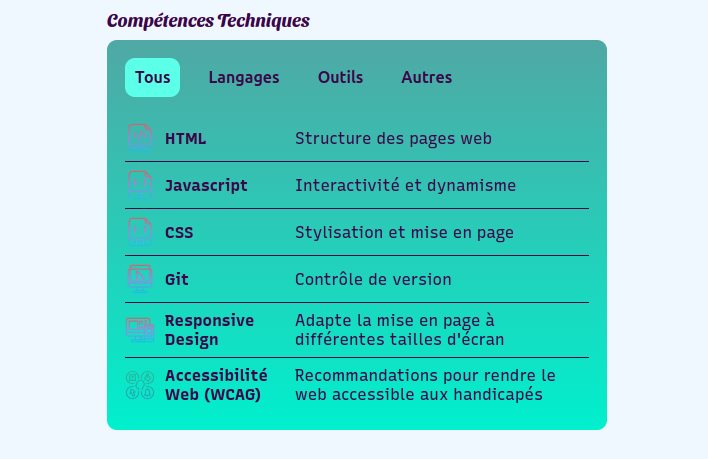 Compétences Techniques
Tous Langages Outils Autres
HTML Structure des pages web
Javascript Interactivité et dynamisme
CSS Stylisation et mise en page
Git Contrôle de version
Responsive Design Adapte la mise en page à
différentes tailles d'écran
Accessibilité Web (WCAG) Recommandations pour rendre le
web accessible aux handicapés